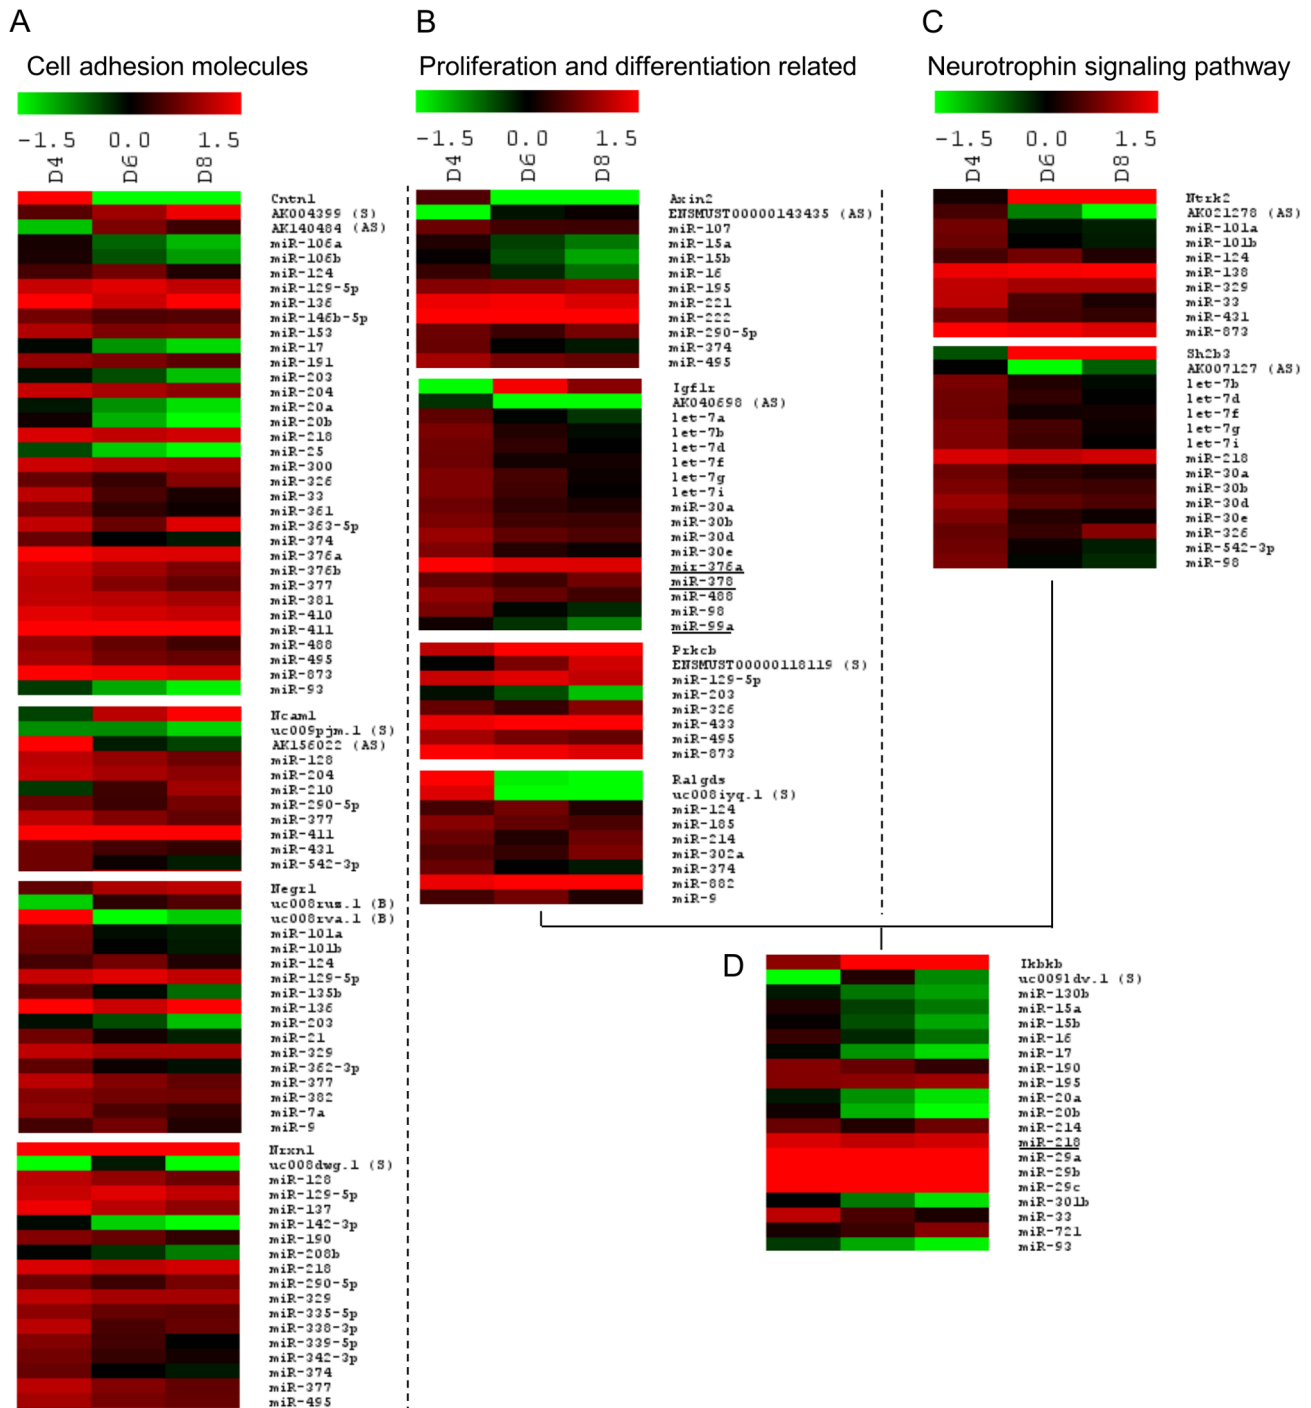 A
Cell adhesion molecules
-1.5 0.0 1.5
D4 D6 D8
Cntn1
AK004399 (S)
AK140484 (AS)
miR-106a
miR-106b
miR-124
miR-129-5p
miR-136
miR-146b-5p
miR-153
miR-17
miR-191
miR-203
miR-204
miR-20a
miR-20b
miR-218
miR-25
miR-300
miR-326
miR-33
miR-361
miR-363-5p
miR-374
miR-376a
miR-376b
miR-377
miR-381
miR-410
miR-411
miR-488
miR-495
miR-873
miR-93
Ncam1
uc009pjm.1 (S)
AK156022 (AS)
miR-128
miR-204
miR-210
miR-290-5p
miR-377
miR-411
miR-431
miR-542-3p
Negr1
uc008rus.1 (B)
uc008rva.1 (B)
miR-101a
miR-101b
miR-124
miR-129-5p
miR-135b
miR-136
miR-203
miR-21
miR-329
miR-362-3p
miR-377
miR-382
miR-7a
miR-9
Nrxn1
uc008dwg.1 (S)
miR-128
miR-129-5p
miR-137
miR-142-3p
miR-190
miR-208b
miR-218
miR-290-5p
miR-329
miR-335-5p
miR-338-3p
miR-339-5p
miR-342-3p
miR-374
miR-377
miR-495
B
Proliferation and differentiation related
-1.5 0.0 1.5
D4 D6 D8
Axin2
ENSMUST00000143435 (AS)
miR-107
miR-15a
miR-15b
miR-16
miR-195
miR-221
miR-222
miR-290-5p
miR-374
miR-495
Igf1r
AK040698 (AS)
let-7a
let-7b
let-7d
let-7f
let-7g
let-7i
miR-30a
miR-30b
miR-30d
miR-30e
mir-376a
miR-378
miR-488
miR-98
miR-99a
Prkcb
ENSMUST00000118119 (S)
miR-129-5p
miR-203
miR-326
miR-433
miR-495
miR-873
Ralgds
uc008iyq.1 (S)
miR-124
miR-185
miR-214
miR-302a
miR-374
miR-882
miR-9
C
Neurotrophin signaling pathway
-1.5 0.0 1.5
D4 D6 D8
Ntrk2
AK021278 (AS)
miR-101a
miR-101b
miR-124
miR-138
miR-329
miR-33
miR-431
miR-873
Sh2b3
AK007127 (AS)
let-7b
let-7d
let-7f
let-7g
let-7i
miR-218
miR-30a
miR-30b
miR-30d
miR-30e
miR-326
miR-542-3p
miR-98
D
Ikbkb
uc009ldv.1 (S)
miR-130b
miR-15a
miR-15b
miR-16
miR-17
miR-190
miR-195
miR-20a
miR-20b
miR-214
miR-218
miR-29a
miR-29b
miR-29c
miR-301b
miR-33
miR-721
miR-93